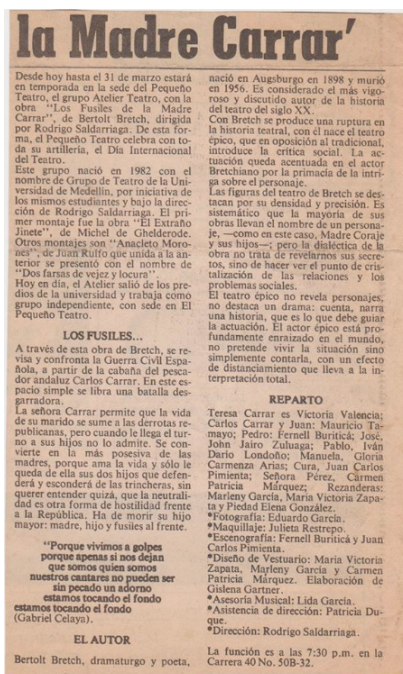 la Madre Carrar'
Desde hoy hasta el 31 de marzo estará
en temporada en la sede del Pequeño
Teatro, el grupo Atelier Teatro, con la
obra "Los Fusiles de la Madre
Carrar", de Bertolt Bretch, dirigida
por Rodrigo Saldarriaga. De esta for-
ma, el Pequeño Teatro celebra con to-
da su artillería, el Día Internacional
del Teatro.
Este grupo nació en 1982 con el
nombre de Grupo de Teatro de la Uni-
versidad de Medellín, por iniciativa de
los mismos estudiantes y bajo la direc-
ción de Rodrigo Saldarriaga. El pri-
mer montaje fue la obra "El Extraño
Jinete", de Michel de Ghelderode.
Otros montajes son "Anacleto Moro-
nes", de Juan Rulfo que unida a la an-
terior se presentó con el nombre de
"Dos farsas de vejez y locura".
Hoy en día, el Atelier salió de los pre-
dios de la universidad y trabaja como
grupo independiente, con sede en El
Pequeño Teatro.
LOS FUSILES...
A través de esta obra de Bretch, se re-
visa y confronta la Guerra Civil Espa-
ñola, a partir de la cabaña del pesca-
dor andaluz Carlos Carrar. En este es-
pacio simple se libra una batalla des-
garradora.
La señora Carrar permite que la vida
de su marido se sume a las derrotas re-
publicanas, pero cuando le llega el tur-
no a sus hijos no lo admite. Se con-
vierte en la más posesiva de las
madres, porque ama la vida y sólo le
queda de ella sus dos hijos que defen-
derá y esconderá de las trincheras, sin
querer entender quizá, que la neutrali-
dad es otra forma de hostilidad frente
a la República. Ha de morir su hijo
mayor: madre, hijo y fusiles al frente.
"Porque vivimos a golpes
porque apenas si nos dejan
que somos quien somos
nuestros cantares no pueden ser
sin pecado un adorno
estamos tocando el fondo
estamos tocando el fondo
(Gabriel Celaya).
EL AUTOR
Bertolt Bretch, dramaturgo y poeta,
nació en Augsburgo en 1898 y murió
en 1956. Es considerado el más vigo-
roso y discutido autor de la historia
del teatro del siglo XX.
Con Bretch se produce una ruptura en
la historia teatral, con él nace el teatro
épico, que en oposición al tradicional,
introduce la crítica social. La ac-
tuación queda acentuada en el actor
Bretchiano por la primacía de la intri-
ga sobre el personaje.
Las figuras del teatro de Bretch se des-
tacan por su densidad y precisión. Es
sistemático que la mayoría de sus
obras llevan el nombre de un persona-
je, —como en este caso, Madre Coraje
y sus hijos—; pero la dialéctica de la
obra no trata de revelarnos sus secre-
tos, sino de hacer ver el punto de cris-
talización de las relaciones y los
problemas sociales.
El teatro épico no revela personajes,
no destaca un drama: cuenta, narra
una historia, que es lo que debe guiar
la actuación. El actor épico está pro-
fundamente enraizado en el mundo,
no pretende vivir la situación sino
simplemente contarla, con un efecto
de distanciamiento que lleva a la in-
terpretación total.
REPARTO
Teresa Carrar es Victoria Valencia;
Carlos Carrar y Juan: Mauricio Ta-
mayo; Pedro: Fernell Buriticá; José,
John Jairo Zuluaga; Pablo, Iván
Darío Londoño; Manuela, Gloria
Carmenza Arias; Cura, Juan Carlos
Pimienta; Señora Pérez, Carmen
Patricia Márquez; Rezanderas:
Marleny García, Maria Victoria Zapa-
ta y Piedad Elena González.
*Fotografía: Eduardo García.
*Maquillaje: Julieta Restrepo.
*Escenografía: Fernell Buriticá y Juan
Carlos Pimienta.
*Diseño de Vestuario: Maria Victoria
Zapata, Marleny García y Carmen
Patricia Márquez. Elaboración de
Gislena Gartner.
*Asesoría Musical: Lida García.
*Asistencia de dirección: Patricia Du-
que.
*Dirección: Rodrigo Saldarriaga.
La función es a las 7:30 p.m. en la
Carrera 40 No. 50B-32.